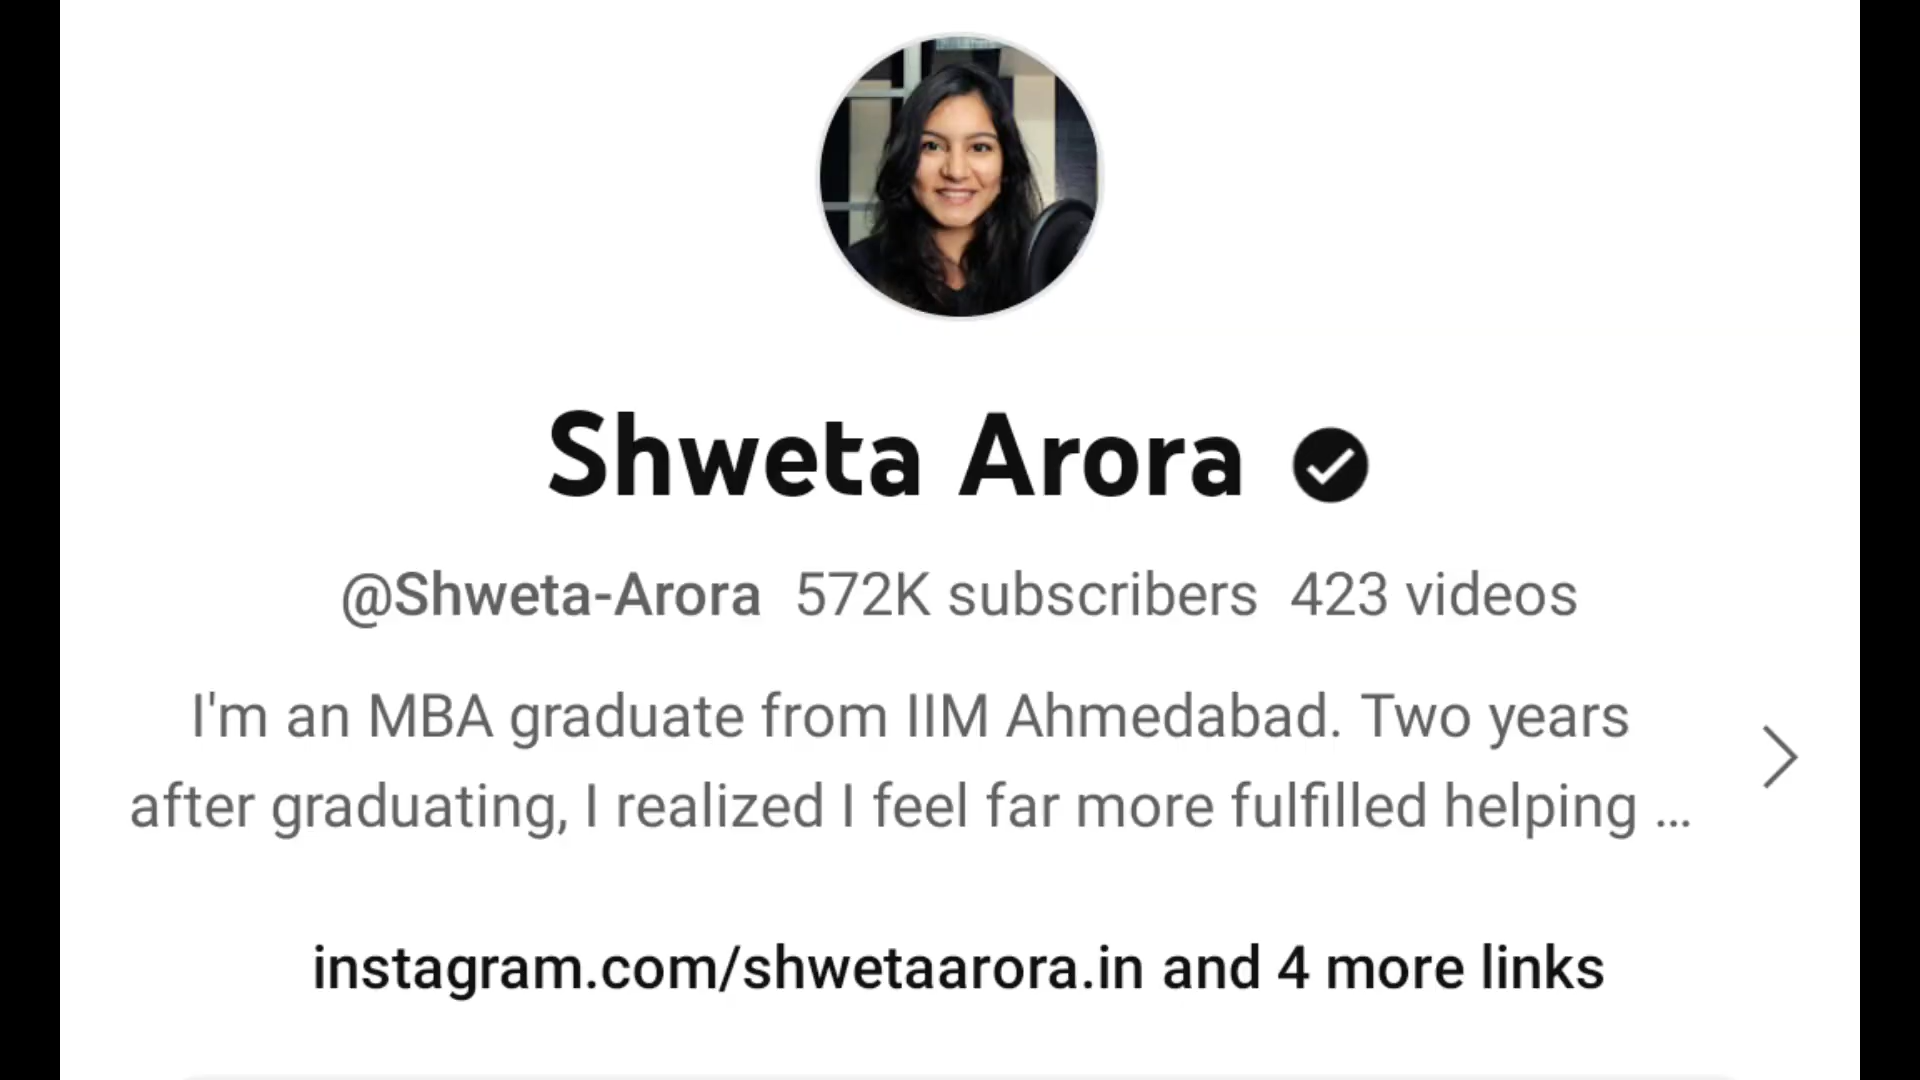 Shweta Arora
@Shweta-Arora 572K subscribers 423 videos
I'm an MBA graduate from IIM Ahmedabad. Two years
after graduating, I realized I feel far more fulfilled helping ...
instagram.com/shwetaarora.in and 4 more links